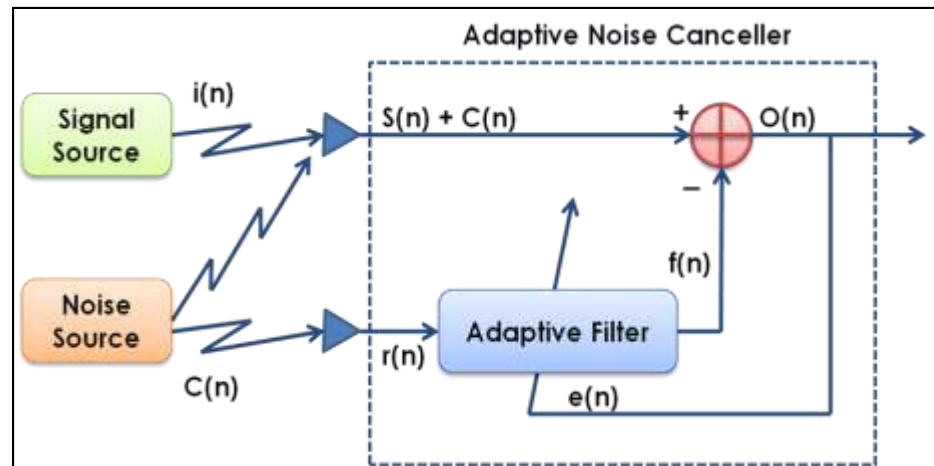 Adaptive Noise Canceller
i(n)
Signal
Source
S(n) + C(n)
+
O(n)
−
f(n)
Noise
Source
Adaptive Filter
r(n)
C(n)
e(n)